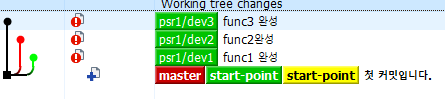 Working tree changes
psr1/dev3 func3 완성
psr1/dev2 func2완성
psr1/dev1 func1 완성
master start-point start-point 첫 커밋입니다.